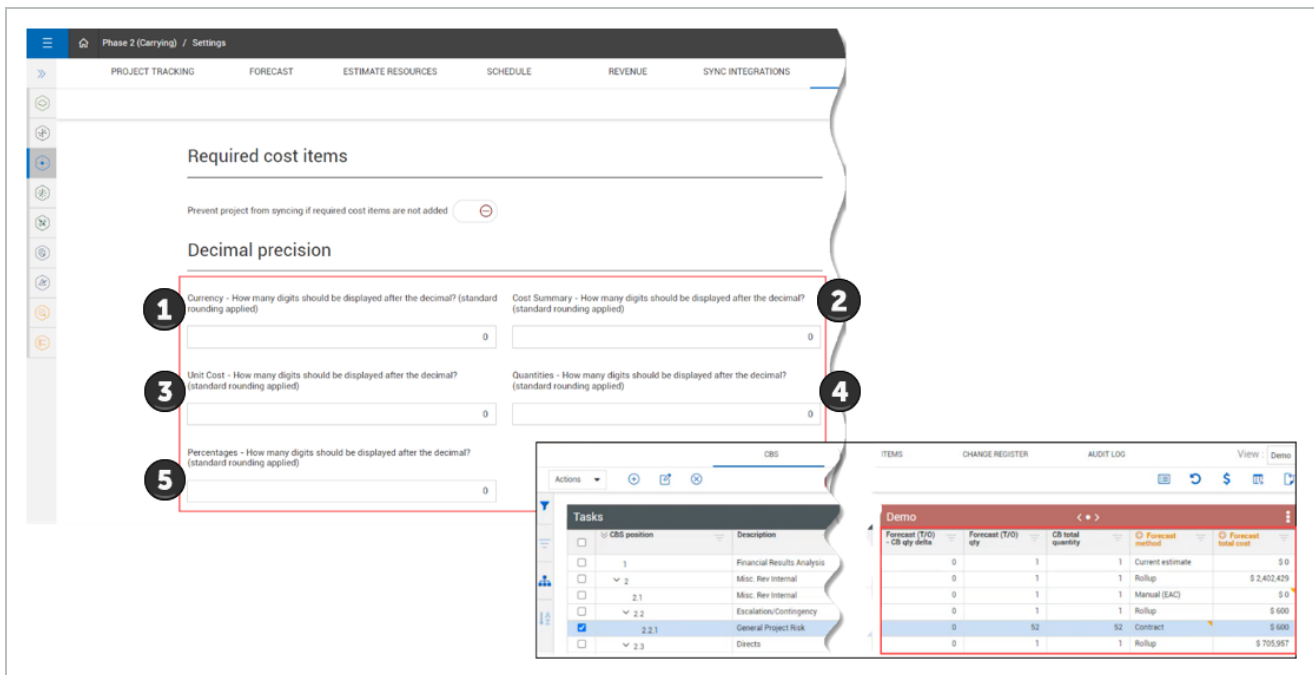 Phase 2 (Carrying) / Settings
PROJECT TRACKING FORECAST ESTIMATE RESOURCES SCHEDULE REVENUE SYNC INTEGRATIONS
Required cost items
Prevent project from syncing if required cost items are not added
Decimal precision
1
Currency - How many digits should be displayed after the decimal? (standard
rounding applied)
0
2
Cost Summary - How many digits should be displayed after the decimal?
(standard rounding applied)
0
3
Unit Cost - How many digits should be displayed after the decimal?
(standard rounding applied)
0
4
Quantities - How many digits should be displayed after the decimal?
(standard rounding applied)
0
5
Percentages - How many digits should be displayed after the decimal?
(standard rounding applied)
0
CBS ITEMS CHANGE REGISTER AUDIT LOG View : Demo
Actions
Tasks
CBS position Description
1 Financial Results Analysis
2 Misc. Rev Internal
2.1 Misc. Rev Internal
2.2 Escalation/Contingency
2.2.1 General Project Risk
2.3 Directs
Demo
Forecast (T/O)
- CB qty delta
Forecast (T/O)
qty
CB total
quantity
Forecast
method
Forecast
total cost
0 1 1 Current estimate $ 0
0 1 1 Rollup $ 2,402,429
0 1 1 Manual (EAC) $ 0
0 1 1 Rollup $ 600
0 52 52 Contract $ 600
0 1 1 Rollup $ 705,957